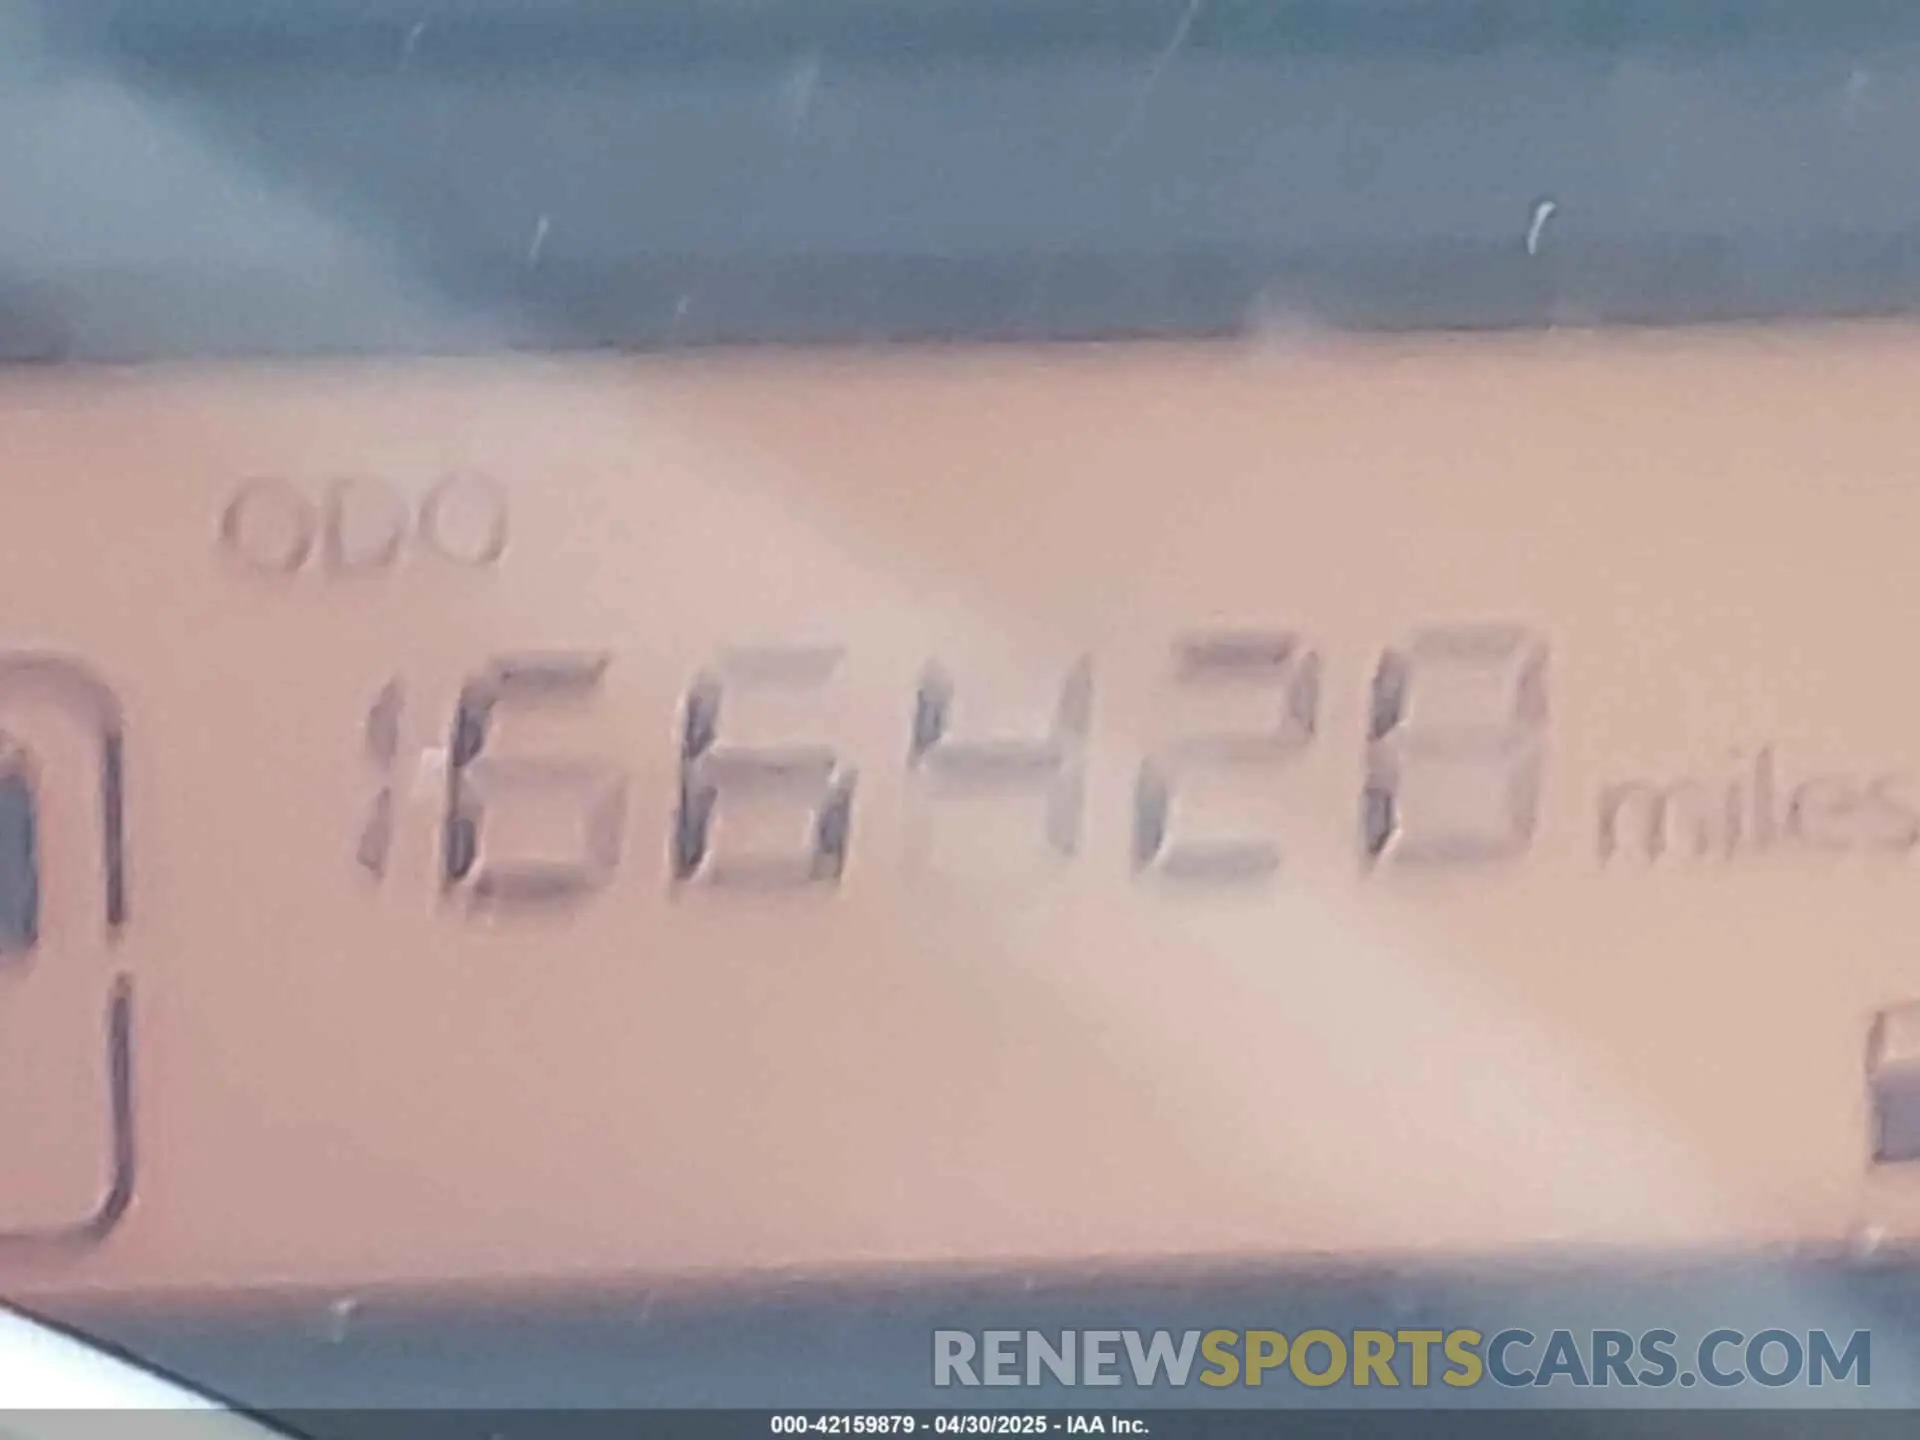 ODO
166428 miles
RENEWSPORTSCARS.COM
000-42159879 - 04/30/2025 - IAA Inc.